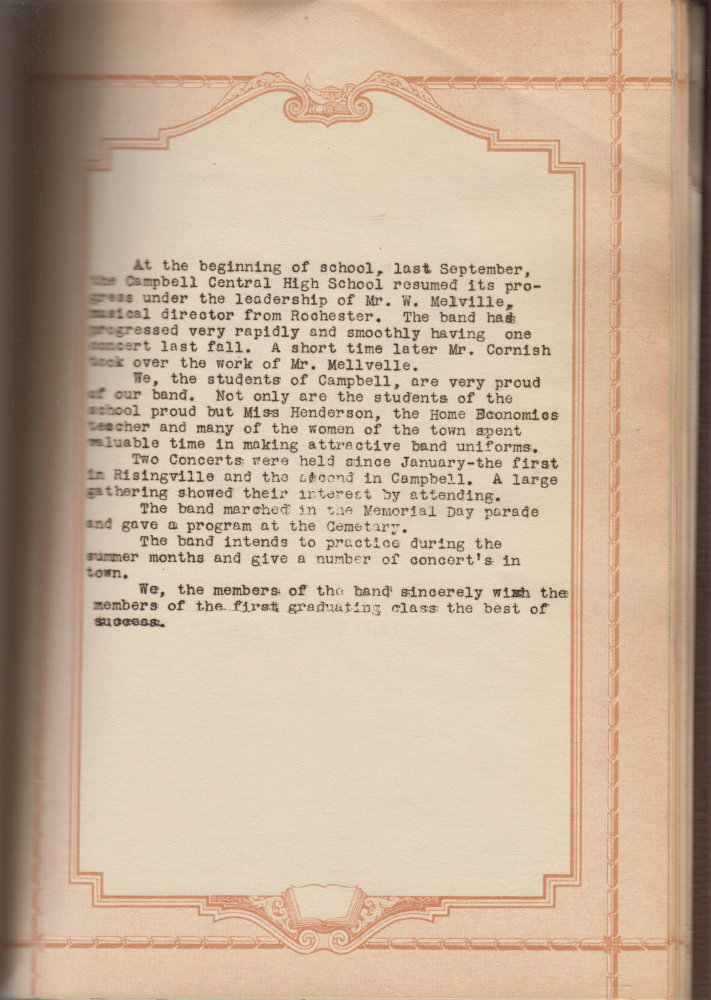 At the beginning of school, last September,
the Campbell Central High School resumed its pro-
gress under the leadership of Mr. W. Melville,
musical director from Rochester. The band has
progressed very rapidly and smoothly having one
concert last fall. A short time later Mr. Cornish
took over the work of Mr. Mellvelle.
We, the students of Campbell, are very proud
of our band. Not only are the students of the
school proud but Miss Henderson, the Home Economics
teacher and many of the women of the town spent
valuable time in making attractive band uniforms.
Two Concerts were held since January-the first
in Risingville and the second in Campbell. A large
gathering showed their interest by attending.
The band marched in the Memorial Day parade
and gave a program at the Cemetary.
The band intends to practice during the
summer months and give a number of concert's in
town.
We, the members of the band sincerely wish the
members of the first graduating class the best of
success.